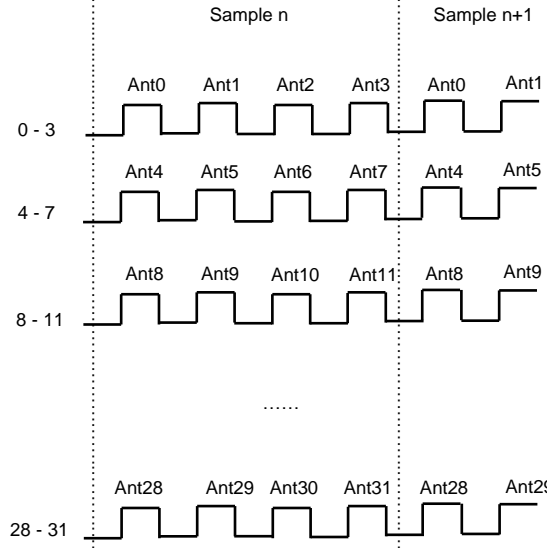 Sample n Sample n+1
Ant0 Ant1 Ant2 Ant3 Ant0 Ant1
0 - 3
Ant4 Ant5 Ant6 Ant7 Ant4 Ant5
4 - 7
Ant8 Ant9 Ant10 Ant11 Ant8 Ant9
8 - 11
......
Ant28 Ant29 Ant30 Ant31 Ant28 Ant29
28 - 31